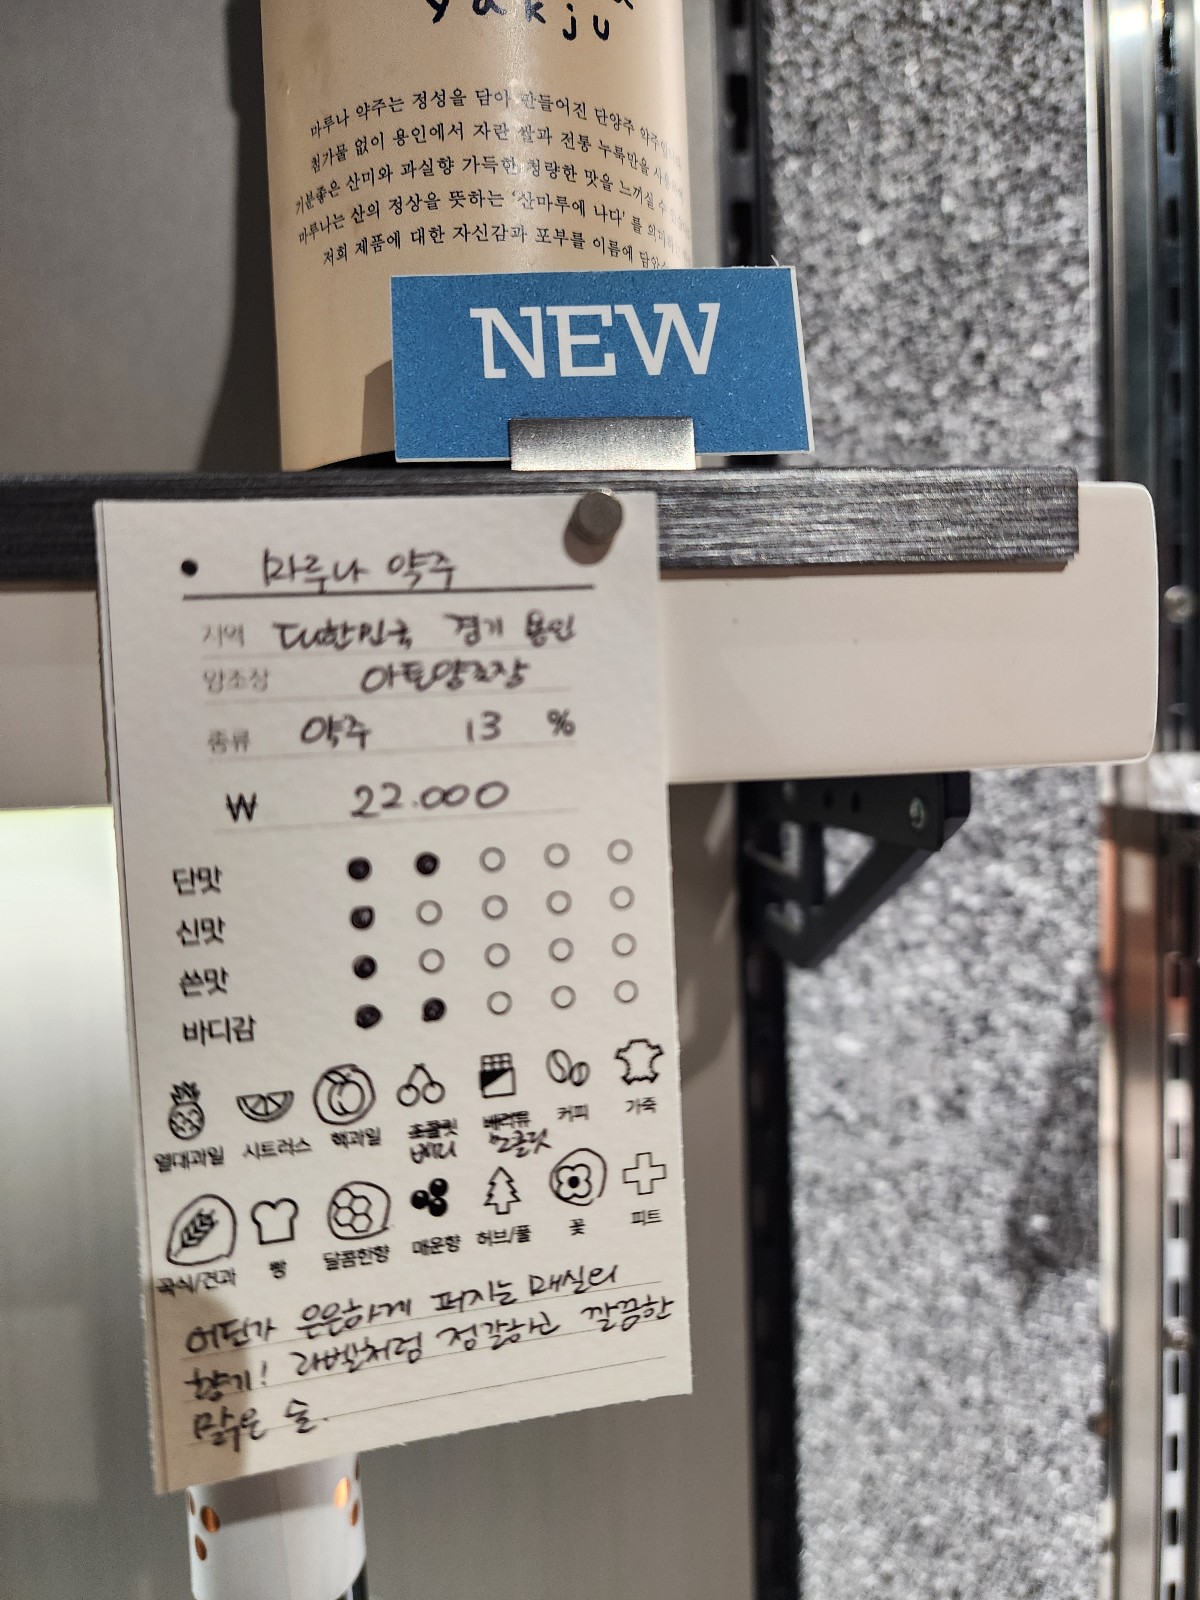 yakju
마루나 약주는 정성을 담아 만들어진 단양주
첨가물 없이 용인에서 자란 쌀과 전통 누룩만을
기분좋은 산미와 과실향 가득한 청량한 맛을 느끼실 수
마루나는 산의 정상을 뜻하는 '산마루에 나다' 를
저희 제품에 대한 자신감과 포부를 이름에
NEW
마루나 약주
지역 대한민국 경기 용인
양조장 아토양조장
종류 약주 13 %
₩ 22.000
단맛
신맛
쓴맛
바디감
열대과일 시트러스 핵과일 초콜릿 베리류 커피 가죽
베리 초콜릿
곡식/견과 빵 달콤한향 매운향 허브/풀 꽃 피트
어딘가 은은하게 퍼지는 매실의
향기! 라벨처럼 정갈하고 깔끔한
맑은 술.